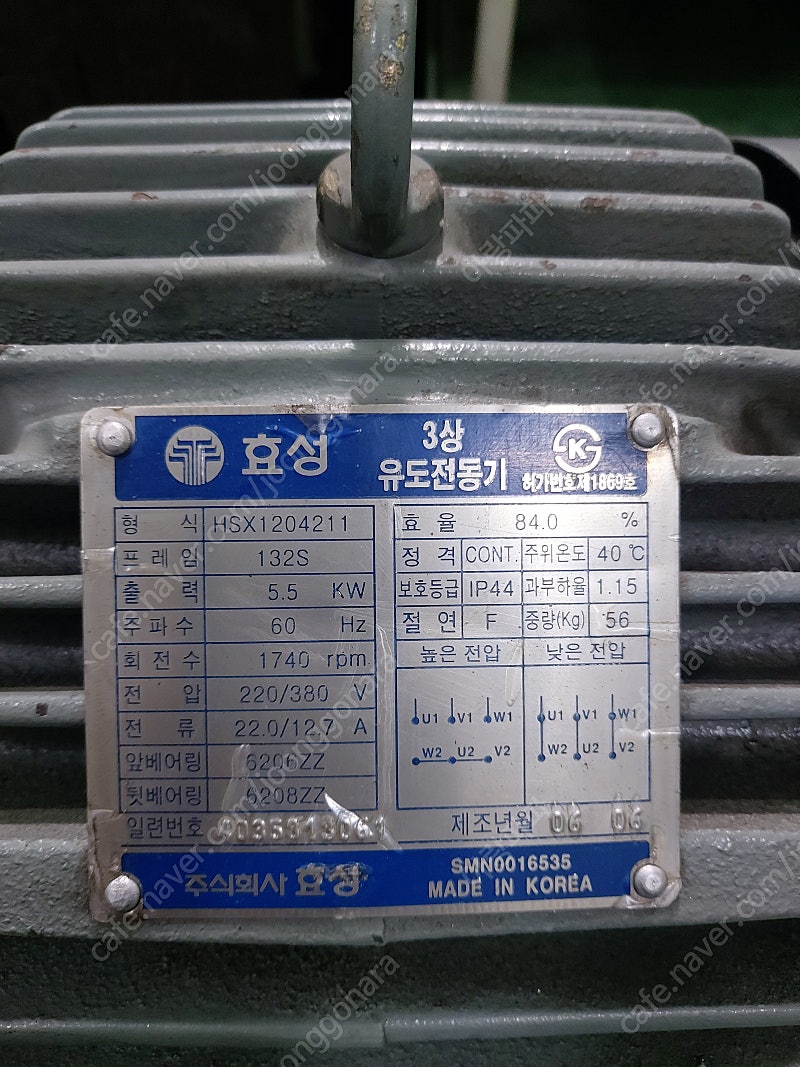 효성
3상
유도전동기
허가번호제1869호
형 식 HSX1204211
프레임 132S
출 력 5.5 KW
주파수 60 Hz
회전수 1740 rpm
전 압 220/380 V
전 류 22.0/12.7 A
앞베어링 6206ZZ
뒷베어링 6208ZZ
일련번호
효 율 84.0 %
정 격 CONT. 주위온도 40 ℃
보호등급 IP44 과부하율 1.15
절 연 F 중량(Kg) 56
높은 전압 낮은 전압
U1 V1 W1 U1 V1 W1
W2 U2 V2 W2 U2 V2
제조년월 06 06
주식회사 효성
SMN0016535
MADE IN KOREA
cafe.naver.com/joonggonara